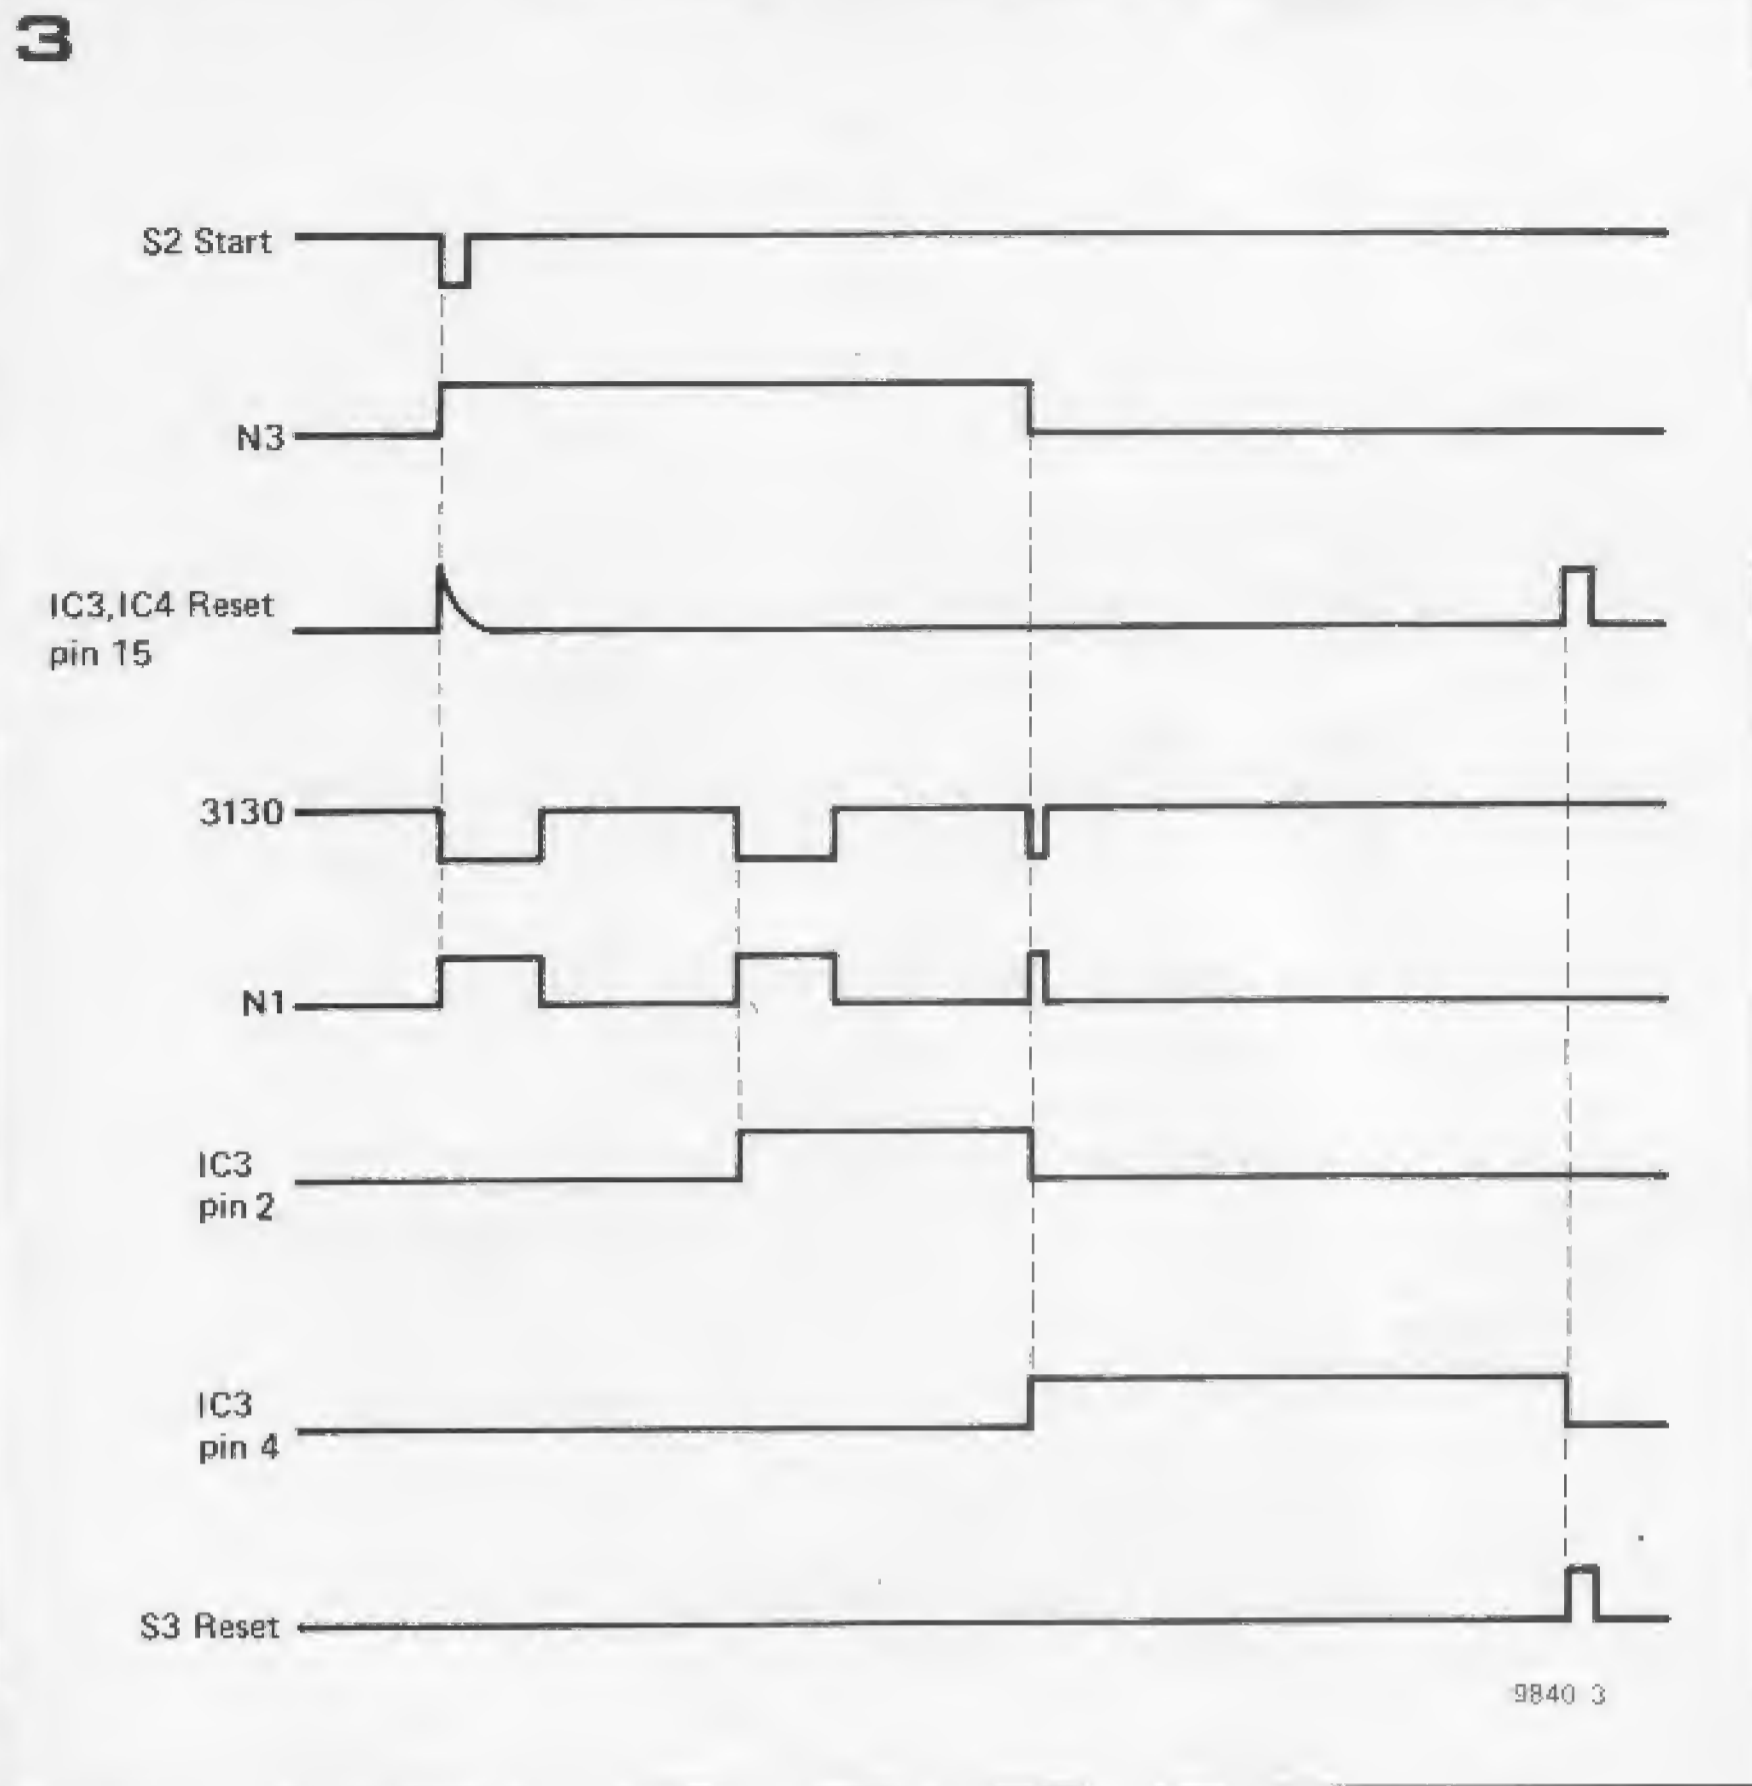 3
S2 Start
N3
IC3,IC4 Reset
pin 15
3130
N1
IC3
pin 2
IC3
pin 4
S3 Reset
9840 3